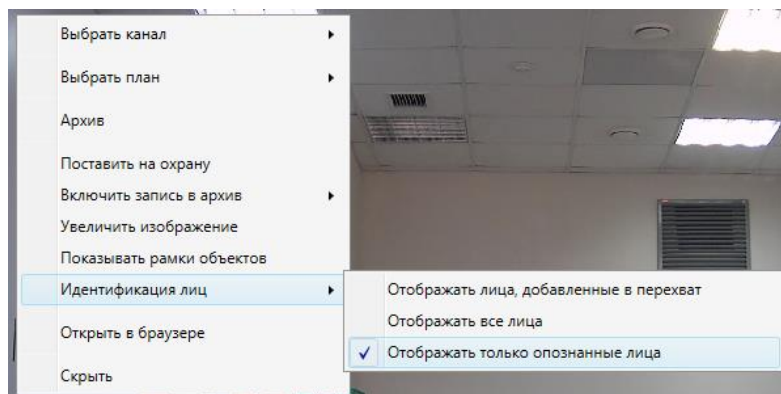 Выбрать канал
Выбрать план
Архив
Поставить на охрану
Включить запись в архив
Увеличить изображение
Показывать рамки объектов
Идентификация лиц
Отображать лица, добавленные в перехват
Отображать все лица
Отображать только опознанные лица
Открыть в браузере
Скрыть